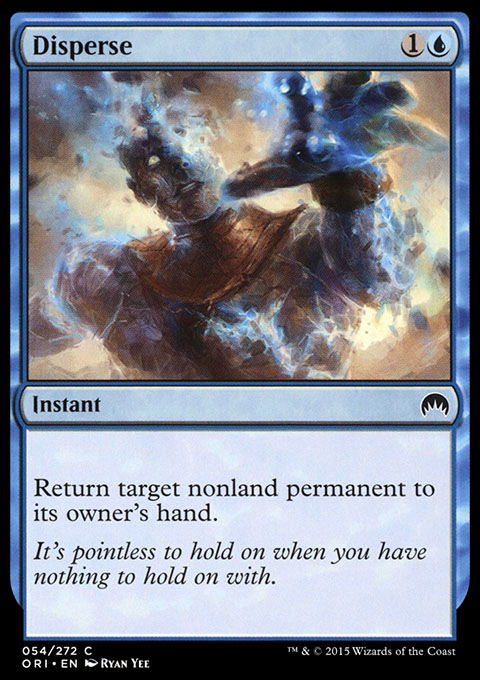 Disperse 1
Instant
Return target nonland permanent to
its owner's hand.
It's pointless to hold on when you have
nothing to hold on with.
054/272 C
ORI • EN Ryan Yee
™ & © 2015 Wizards of the Coast